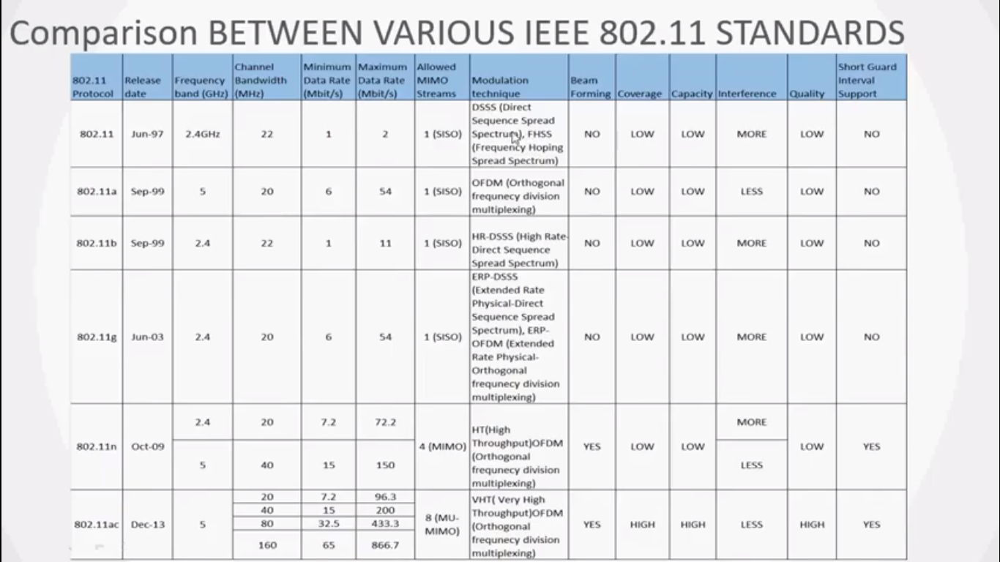 Comparison BETWEEN VARIOUS IEEE 802.11 STANDARDS
802.11 Protocol | Release date | Frequency band (GHz) | Channel Bandwidth (MHz) | Minimum Data Rate (Mbit/s) | Maximum Data Rate (Mbit/s) | Allowed MIMO Streams | Modulation technique | Beam Forming | Coverage | Capacity | Interference | Quality | Short Guard Interval Support
802.11 | Jun-97 | 2.4GHz | 22 | 1 | 2 | 1 (SISO) | DSSS (Direct Sequence Spread Spectrum), FHSS (Frequency Hoping Spread Spectrum) | NO | LOW | LOW | MORE | LOW | NO
802.11a | Sep-99 | 5 | 20 | 6 | 54 | 1 (SISO) | OFDM (Orthogonal frequnecy division multiplexing) | NO | LOW | LOW | LESS | LOW | NO
802.11b | Sep-99 | 2.4 | 22 | 1 | 11 | 1 (SISO) | HR-DSSS (High Rate-Direct Sequence Spread Spectrum) | NO | LOW | LOW | MORE | LOW | NO
802.11g | Jun-03 | 2.4 | 20 | 6 | 54 | 1 (SISO) | ERP-DSSS (Extended Rate Physical-Direct Sequence Spread Spectrum), ERP-OFDM (Extended Rate Physical-Orthogonal frequnecy division multiplexing) | NO | LOW | LOW | MORE | LOW | NO
802.11n | Oct-09 | 2.4 | 20 | 7.2 | 72.2 | 4 (MIMO) | HT(High Throughput)OFDM (Orthogonal frequnecy division multiplexing) | YES | LOW | LOW | MORE | LOW | YES
5 | 40 | 15 | 150 | LESS
802.11ac | Dec-13 | 5 | 20 | 7.2 | 96.3 | 8 (MU-MIMO) | VHT( Very High Throughput)OFDM (Orthogonal frequnecy division multiplexing) | YES | HIGH | HIGH | LESS | HIGH | YES
40 | 15 | 200
80 | 32.5 | 433.3
160 | 65 | 866.7